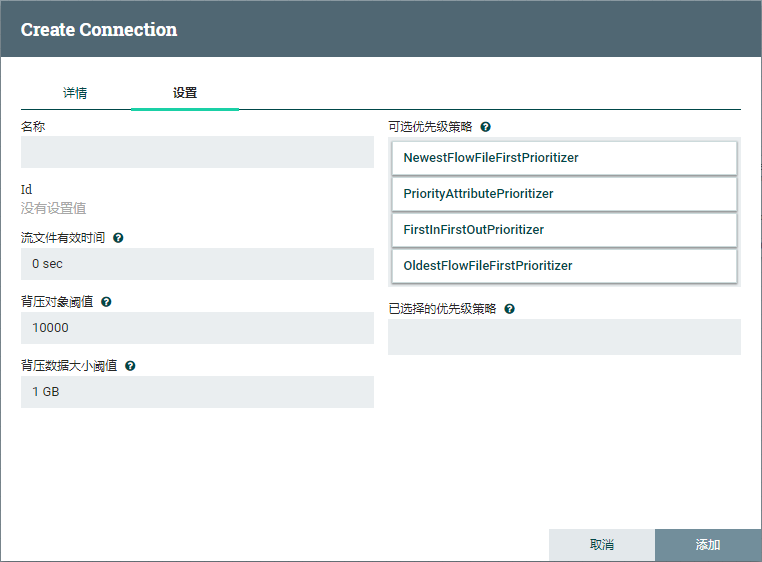 Create Connection
详情
设置
名称
Id
没有设置值
流文件有效时间
0 sec
背压对象阈值
10000
背压数据大小阈值
1 GB
可选优先级策略
NewestFlowFileFirstPrioritizer
PriorityAttributePrioritizer
FirstInFirstOutPrioritizer
OldestFlowFileFirstPrioritizer
已选择的优先级策略
取消
添加